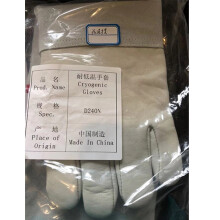 品 名
Prod. Name
耐低温手套
Cryogenic
Gloves
规 格
Spec.
产 地
Place of
Origin
中国制造
Made In China